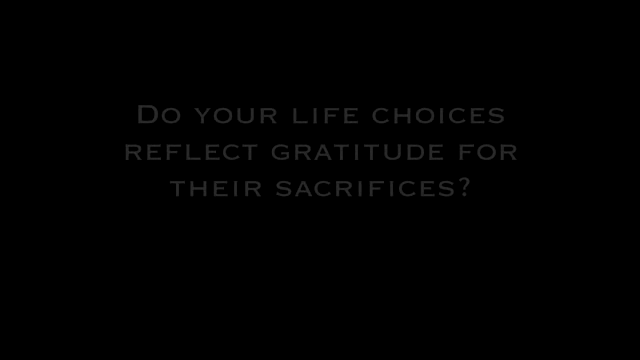 Do your life choices
reflect gratitude for
their sacrifices?